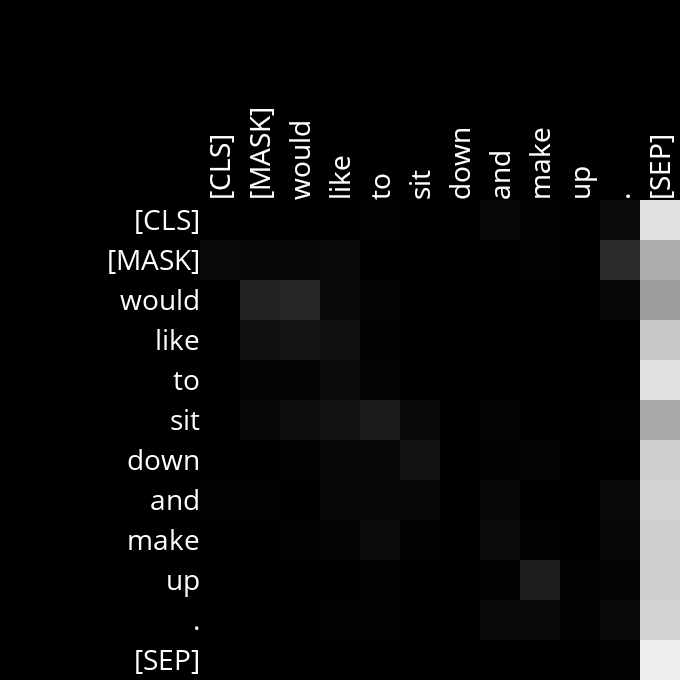 [CLS] [MASK] would like to sit down and make up . [SEP]
[CLS]
[MASK]
would
like
to
sit
down
and
make
up
.
[SEP]